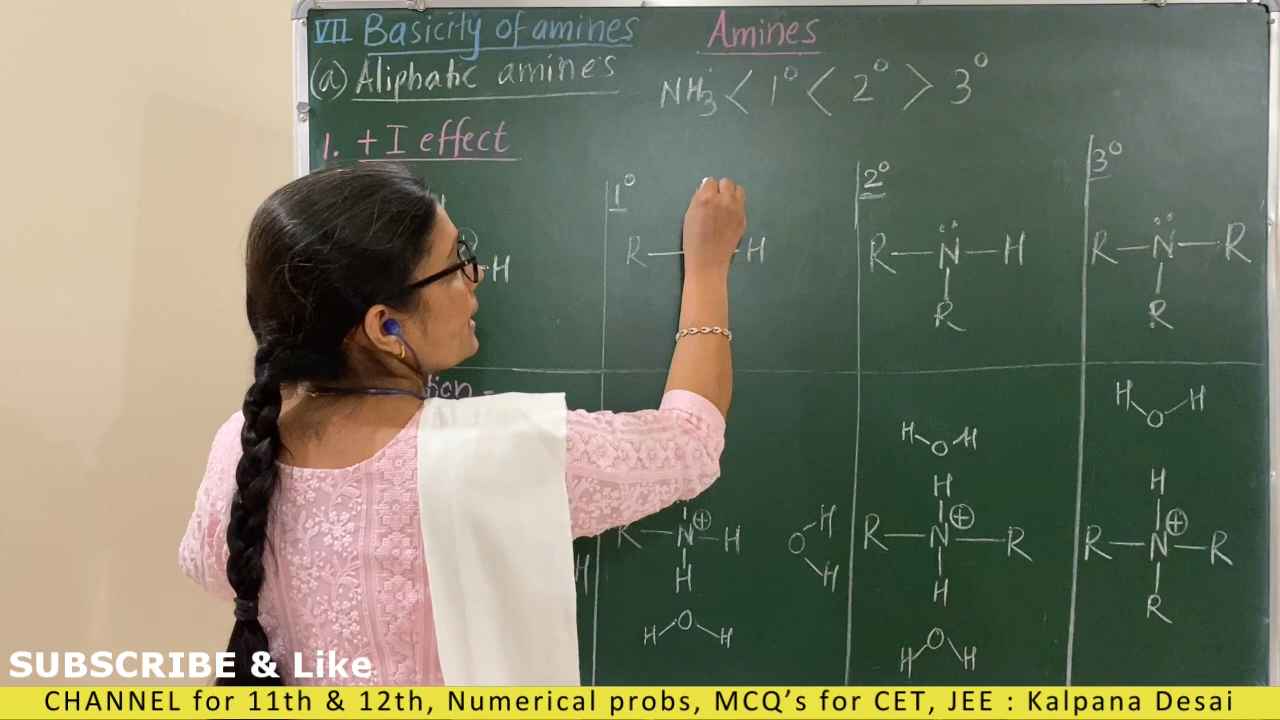 VII Basicity of amines Amines
(a) Aliphatic amines NH3 < 1° < 2° > 3°
1. + I effect
1° 2° 3°
H
R — H R — N̈ — H R — N̈ — R
R R
H H H
O
H H H
O
H H H
R — N⊕ — H O H R — N⊕ — R R — N⊕ — R
H H H R
O O
H H H H
SUBSCRIBE & Like
CHANNEL for 11th & 12th, Numerical probs, MCQ’s for CET, JEE : Kalpana Desai